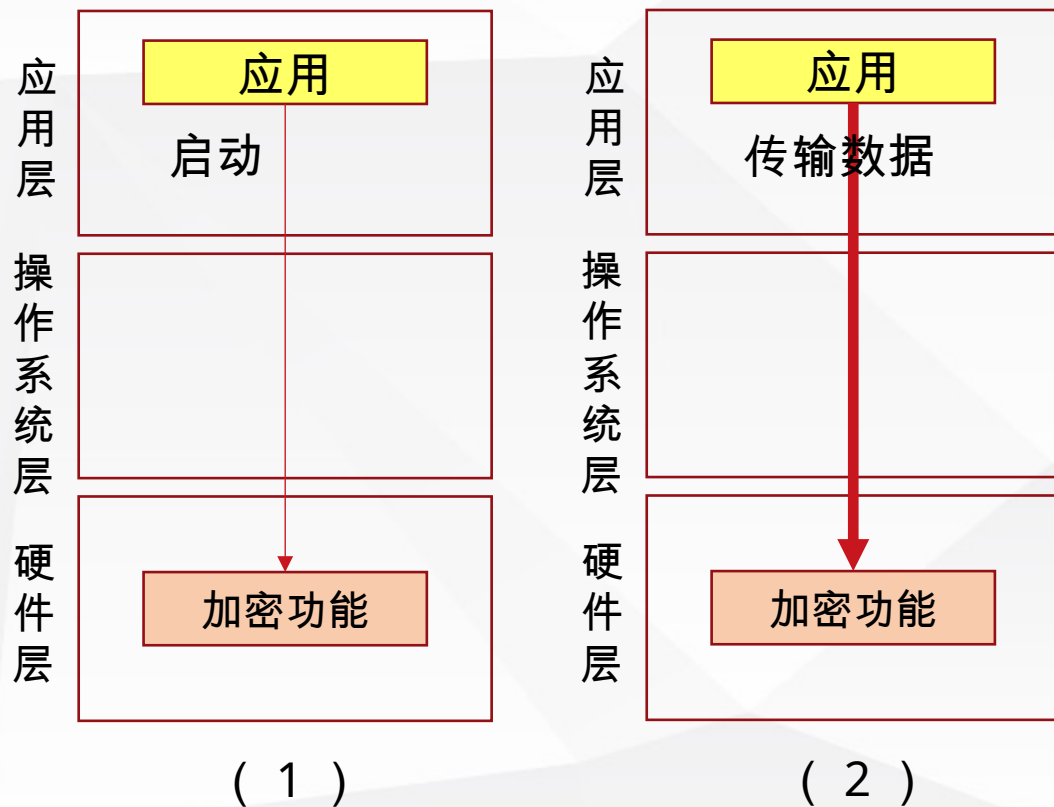 应用层
应用
启动
操作系统层
硬件层
加密功能
（1）
应用层
应用
传输数据
操作系统层
硬件层
加密功能
（2）